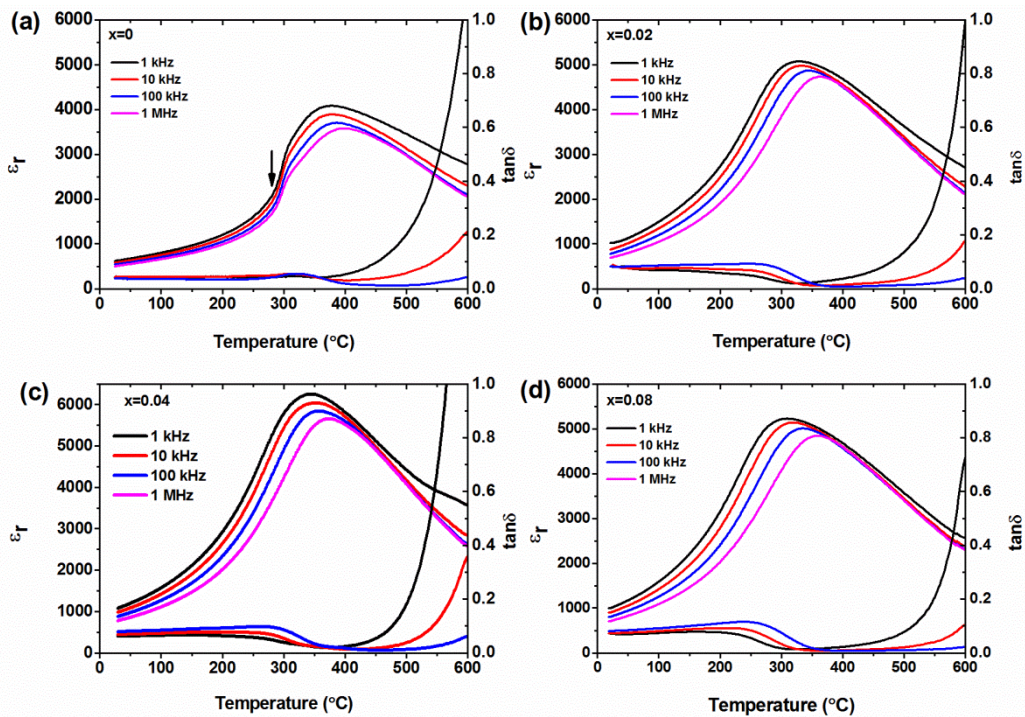 (a)
x=0
1 kHz
10 kHz
100 kHz
1 MHz
εr
6000
5000
4000
3000
2000
1000
0
0 100 200 300 400 500 600
Temperature (°C)
1.0
0.8
0.6
0.4
0.2
0.0
tanδ
(b)
x=0.02
1 kHz
10 kHz
100 kHz
1 MHz
εr
6000
5000
4000
3000
2000
1000
0
0 100 200 300 400 500 600
Temperature (°C)
1.0
0.8
0.6
0.4
0.2
0.0
tanδ
(c)
x=0.04
1 kHz
10 kHz
100 kHz
1 MHz
εr
6000
5000
4000
3000
2000
1000
0
0 100 200 300 400 500 600
Temperature (°C)
1.0
0.8
0.6
0.4
0.2
0.0
tanδ
(d)
x=0.08
1 kHz
10 kHz
100 kHz
1 MHz
εr
6000
5000
4000
3000
2000
1000
0
0 100 200 300 400 500 600
Temperature (°C)
1.0
0.8
0.6
0.4
0.2
0.0
tanδ